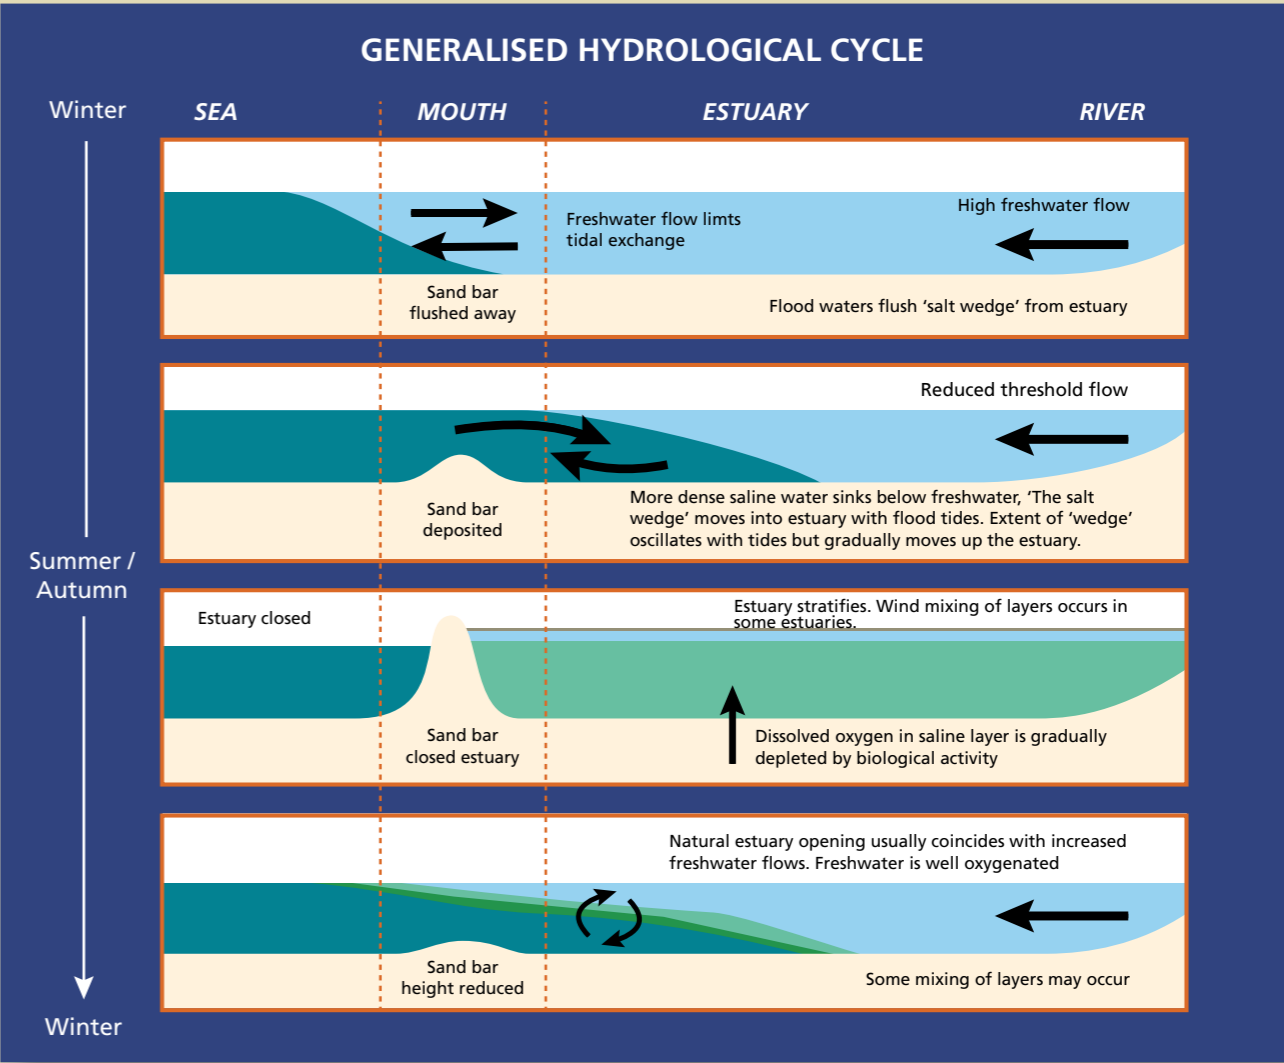 GENERALISED HYDROLOGICAL CYCLE
Winter
SEA
MOUTH
ESTUARY
RIVER
High freshwater flow
Freshwater flow limts
tidal exchange
Sand bar
flushed away
Flood waters flush ‘salt wedge’ from estuary
Reduced threshold flow
Sand bar
deposited
More dense saline water sinks below freshwater, ‘The salt
wedge’ moves into estuary with flood tides. Extent of ‘wedge’
oscillates with tides but gradually moves up the estuary.
Summer /
Autumn
Estuary closed
Estuary stratifies. Wind mixing of layers occurs in
some estuaries.
Sand bar
closed estuary
Dissolved oxygen in saline layer is gradually
depleted by biological activity
Natural estuary opening usually coincides with increased
freshwater flows. Freshwater is well oxygenated
Sand bar
height reduced
Some mixing of layers may occur
Winter